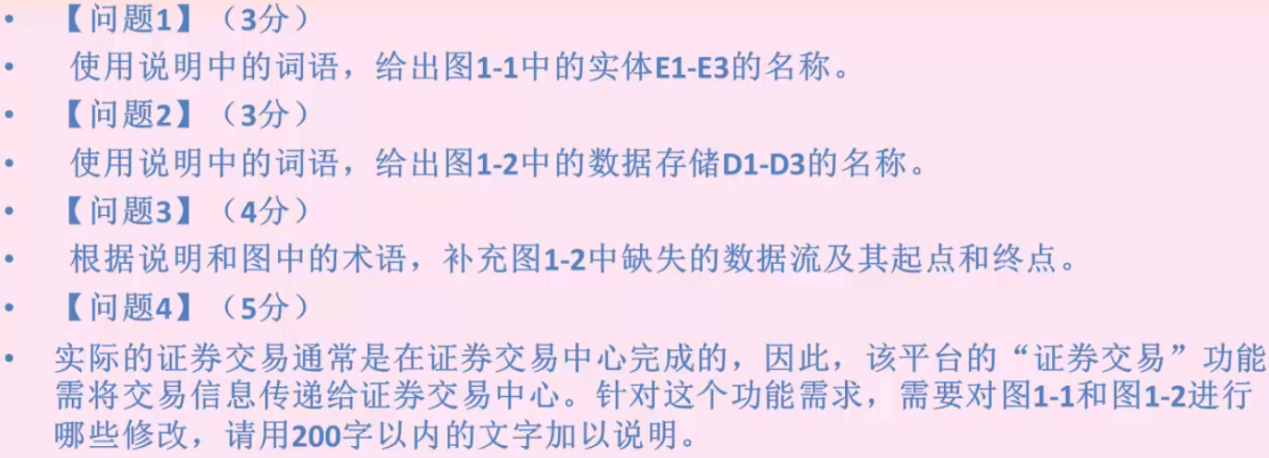 • 【问题1】（3分）
• 使用说明中的词语，给出图1-1中的实体E1-E3的名称。
• 【问题2】（3分）
• 使用说明中的词语，给出图1-2中的数据存储D1-D3的名称。
• 【问题3】（4分）
• 根据说明和图中的术语，补充图1-2中缺失的数据流及其起点和终点。
• 【问题4】（5分）
• 实际的证券交易通常是在证券交易中心完成的，因此，该平台的“证券交易”功能
需将交易信息传递给证券交易中心。针对这个功能需求，需要对图1-1和图1-2进行
哪些修改，请用200字以内的文字加以说明。